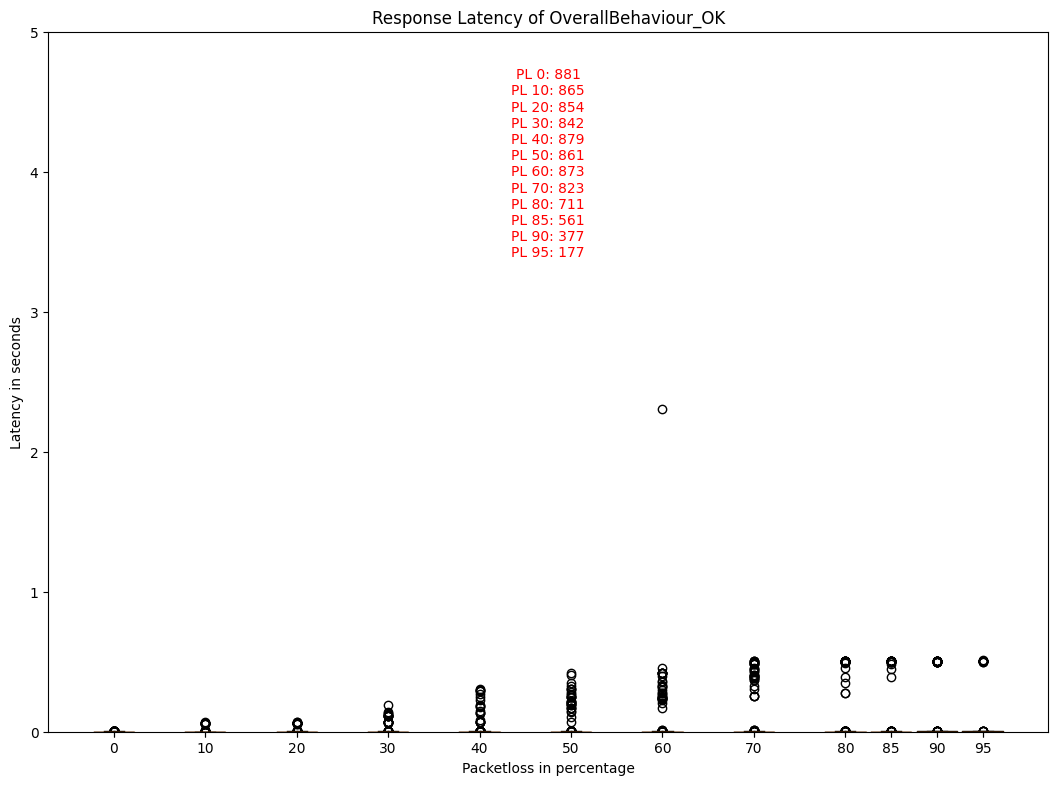 Response Latency of OverallBehaviour_OK
5
PL 0: 881
PL 10: 865
PL 20: 854
PL 30: 842
PL 40: 879
PL 50: 861
PL 60: 873
PL 70: 823
PL 80: 711
PL 85: 561
PL 90: 377
PL 95: 177
4
3
Latency in seconds
2
1
0
0 10 20 30 40 50 60 70 80 85 90 95
Packetloss in percentage